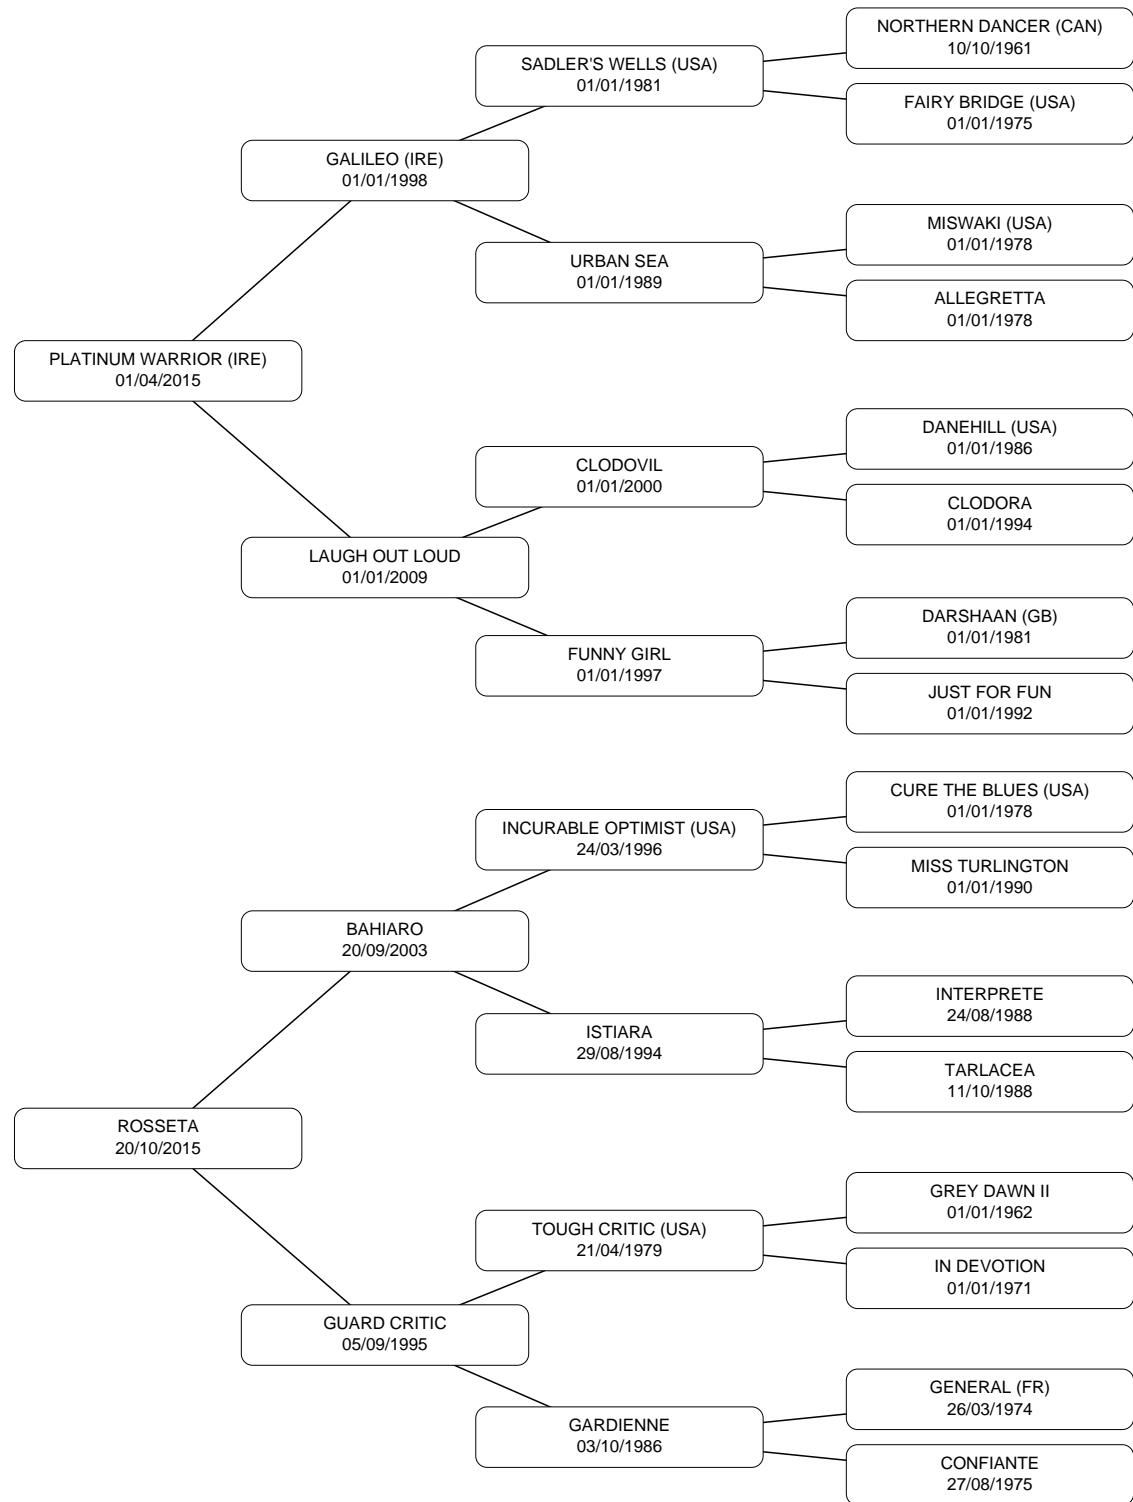 NORTHERN DANCER (CAN)
10/10/1961
SADLER'S WELLS (USA)
01/01/1981
FAIRY BRIDGE (USA)
01/01/1975
GALILEO (IRE)
01/01/1998
MISWAKI (USA)
01/01/1978
URBAN SEA
01/01/1989
ALLEGRETTA
01/01/1978
PLATINUM WARRIOR (IRE)
01/04/2015
DANEHILL (USA)
01/01/1986
CLODOVIL
01/01/2000
CLODORA
01/01/1994
LAUGH OUT LOUD
01/01/2009
DARSHAAN (GB)
01/01/1981
FUNNY GIRL
01/01/1997
JUST FOR FUN
01/01/1992
CURE THE BLUES (USA)
01/01/1978
INCURABLE OPTIMIST (USA)
24/03/1996
MISS TURLINGTON
01/01/1990
BAHIARO
20/09/2003
INTERPRETE
24/08/1988
ISTIARA
29/08/1994
TARLACEA
11/10/1988
ROSSETA
20/10/2015
GREY DAWN II
01/01/1962
TOUGH CRITIC (USA)
21/04/1979
IN DEVOTION
01/01/1971
GUARD CRITIC
05/09/1995
GENERAL (FR)
26/03/1974
GARDIENNE
03/10/1986
CONFIANTE
27/08/1975